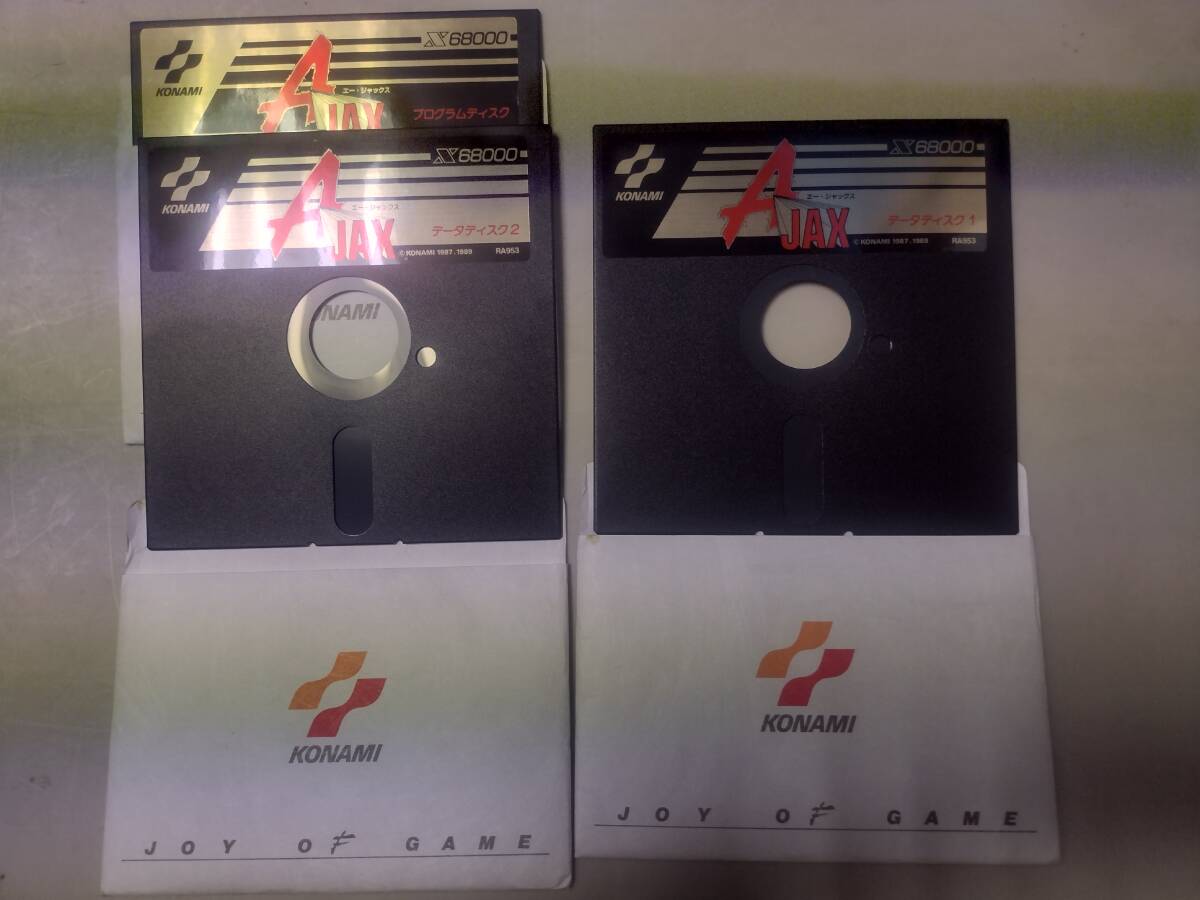 KONAMI
X68000
AJAX
エー・ジャックス
プログラムディスク
KONAMI
X68000
AJAX
エー・ジャックス
データディスク2
© KONAMI 1987.1989 RA953
NAMI
KONAMI
JOY OF GAME
KONAMI
X68000
AJAX
エー・ジャックス
データディスク1
© KONAMI 1987.1989 RA953
KONAMI
JOY OF GAME